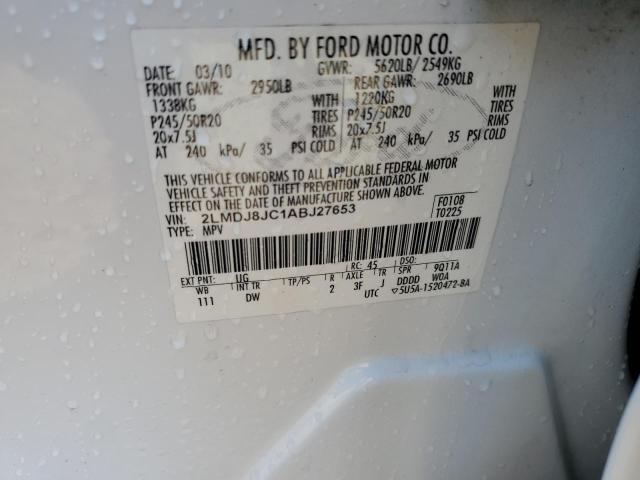 MFD. BY FORD MOTOR CO.
DATE: 03/10 GVWR: 5620LB/ 2549KG
FRONT GAWR: 2950LB REAR GAWR: 2690LB
1338KG WITH 1220KG WITH
P245/50R20 TIRES P245/50R20 TIRES
20x7.5J RIMS 20x7.5J RIMS
AT 240 kPa/ 35 PSI COLD AT 240 kPa/ 35 PSI COLD
THIS VEHICLE CONFORMS TO ALL APPLICABLE FEDERAL MOTOR
VEHICLE SAFETY AND THEFT PREVENTION STANDARDS IN
EFFECT ON THE DATE OF MANUFACTURE SHOWN ABOVE.
VIN: 2LMDJ8JC1ABJ27653 F0108
TYPE: MPV T0225
EXT PNT: UG RC: 45 DSO:
WB INT TR TP/PS R AXLE TR SPR 9Q11A
111 DW 2 3F J DDDD WOA
UTC ▽5U5A-1520472-BA